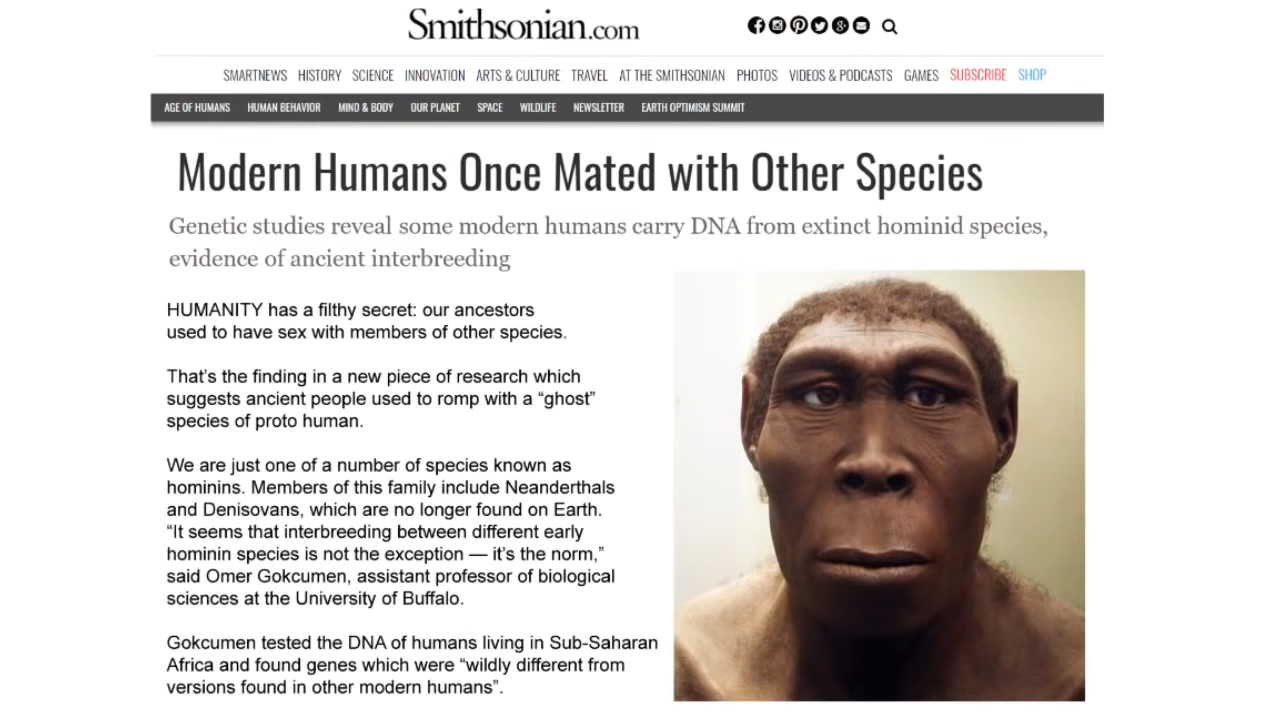 Smithsonian.com
SMARTNEWS HISTORY SCIENCE INNOVATION ARTS & CULTURE TRAVEL AT THE SMITHSONIAN PHOTOS VIDEOS & PODCASTS GAMES SUBSCRIBE SHOP
AGE OF HUMANS HUMAN BEHAVIOR MIND & BODY OUR PLANET SPACE WILDLIFE NEWSLETTER EARTH OPTIMISM SUMMIT
Modern Humans Once Mated with Other Species
Genetic studies reveal some modern humans carry DNA from extinct hominid species,
evidence of ancient interbreeding
HUMANITY has a filthy secret: our ancestors
used to have sex with members of other species.
That’s the finding in a new piece of research which
suggests ancient people used to romp with a “ghost”
species of proto human.
We are just one of a number of species known as
hominins. Members of this family include Neanderthals
and Denisovans, which are no longer found on Earth.
“It seems that interbreeding between different early
hominin species is not the exception — it’s the norm,”
said Omer Gokcumen, assistant professor of biological
sciences at the University of Buffalo.
Gokcumen tested the DNA of humans living in Sub-Saharan
Africa and found genes which were “wildly different from
versions found in other modern humans”.